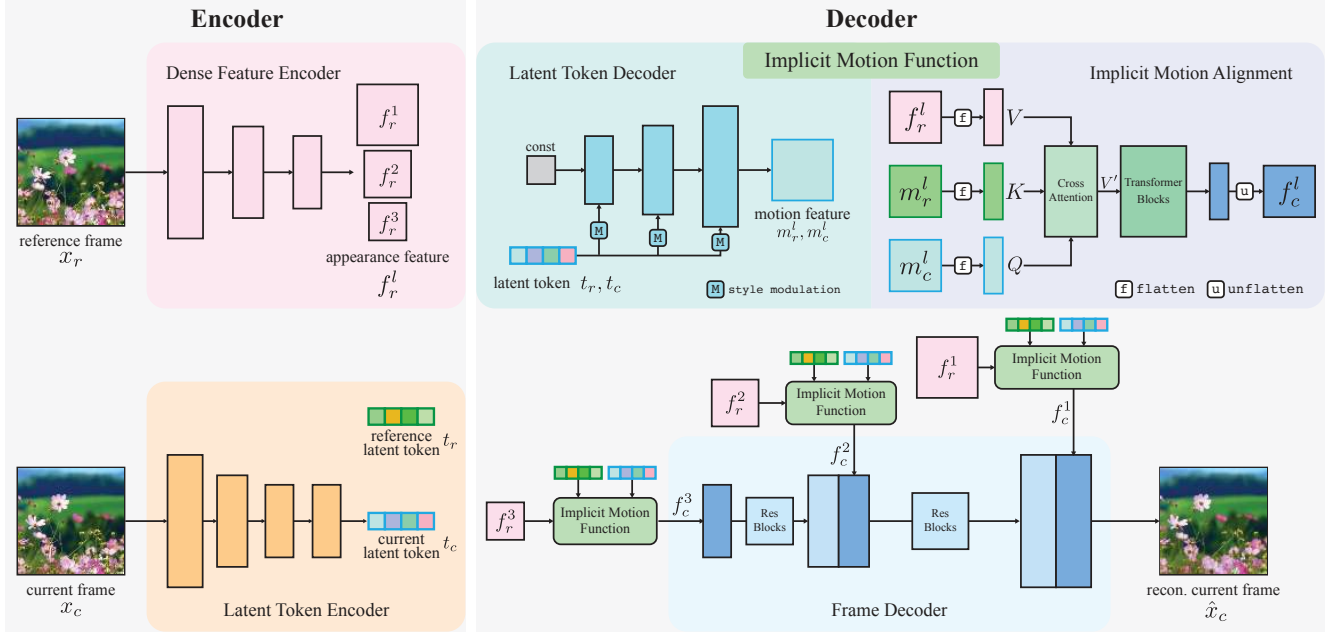 Encoder
Decoder
Dense Feature Encoder
f_r^1
f_r^2
f_r^3
reference frame
x_r
appearance feature
f_r^l
Latent Token Decoder
Implicit Motion Function
Implicit Motion Alignment
const
M
M
M
motion feature
m_r^l, m_c^l
latent token t_r, t_c
M style modulation
f_r^l
f
V
m_r^l
f
K
m_c^l
f
Q
Cross
Attention
V′
Transformer
Blocks
u
f_c^l
f flatten
u unflatten
reference
latent token t_r
current
latent token t_c
current frame
x_c
Latent Token Encoder
f_r^1
Implicit Motion
Function
f_c^1
f_r^2
Implicit Motion
Function
f_c^2
f_r^3
Implicit Motion
Function
f_c^3
Res
Blocks
Res
Blocks
Frame Decoder
recon. current frame
x̂_c